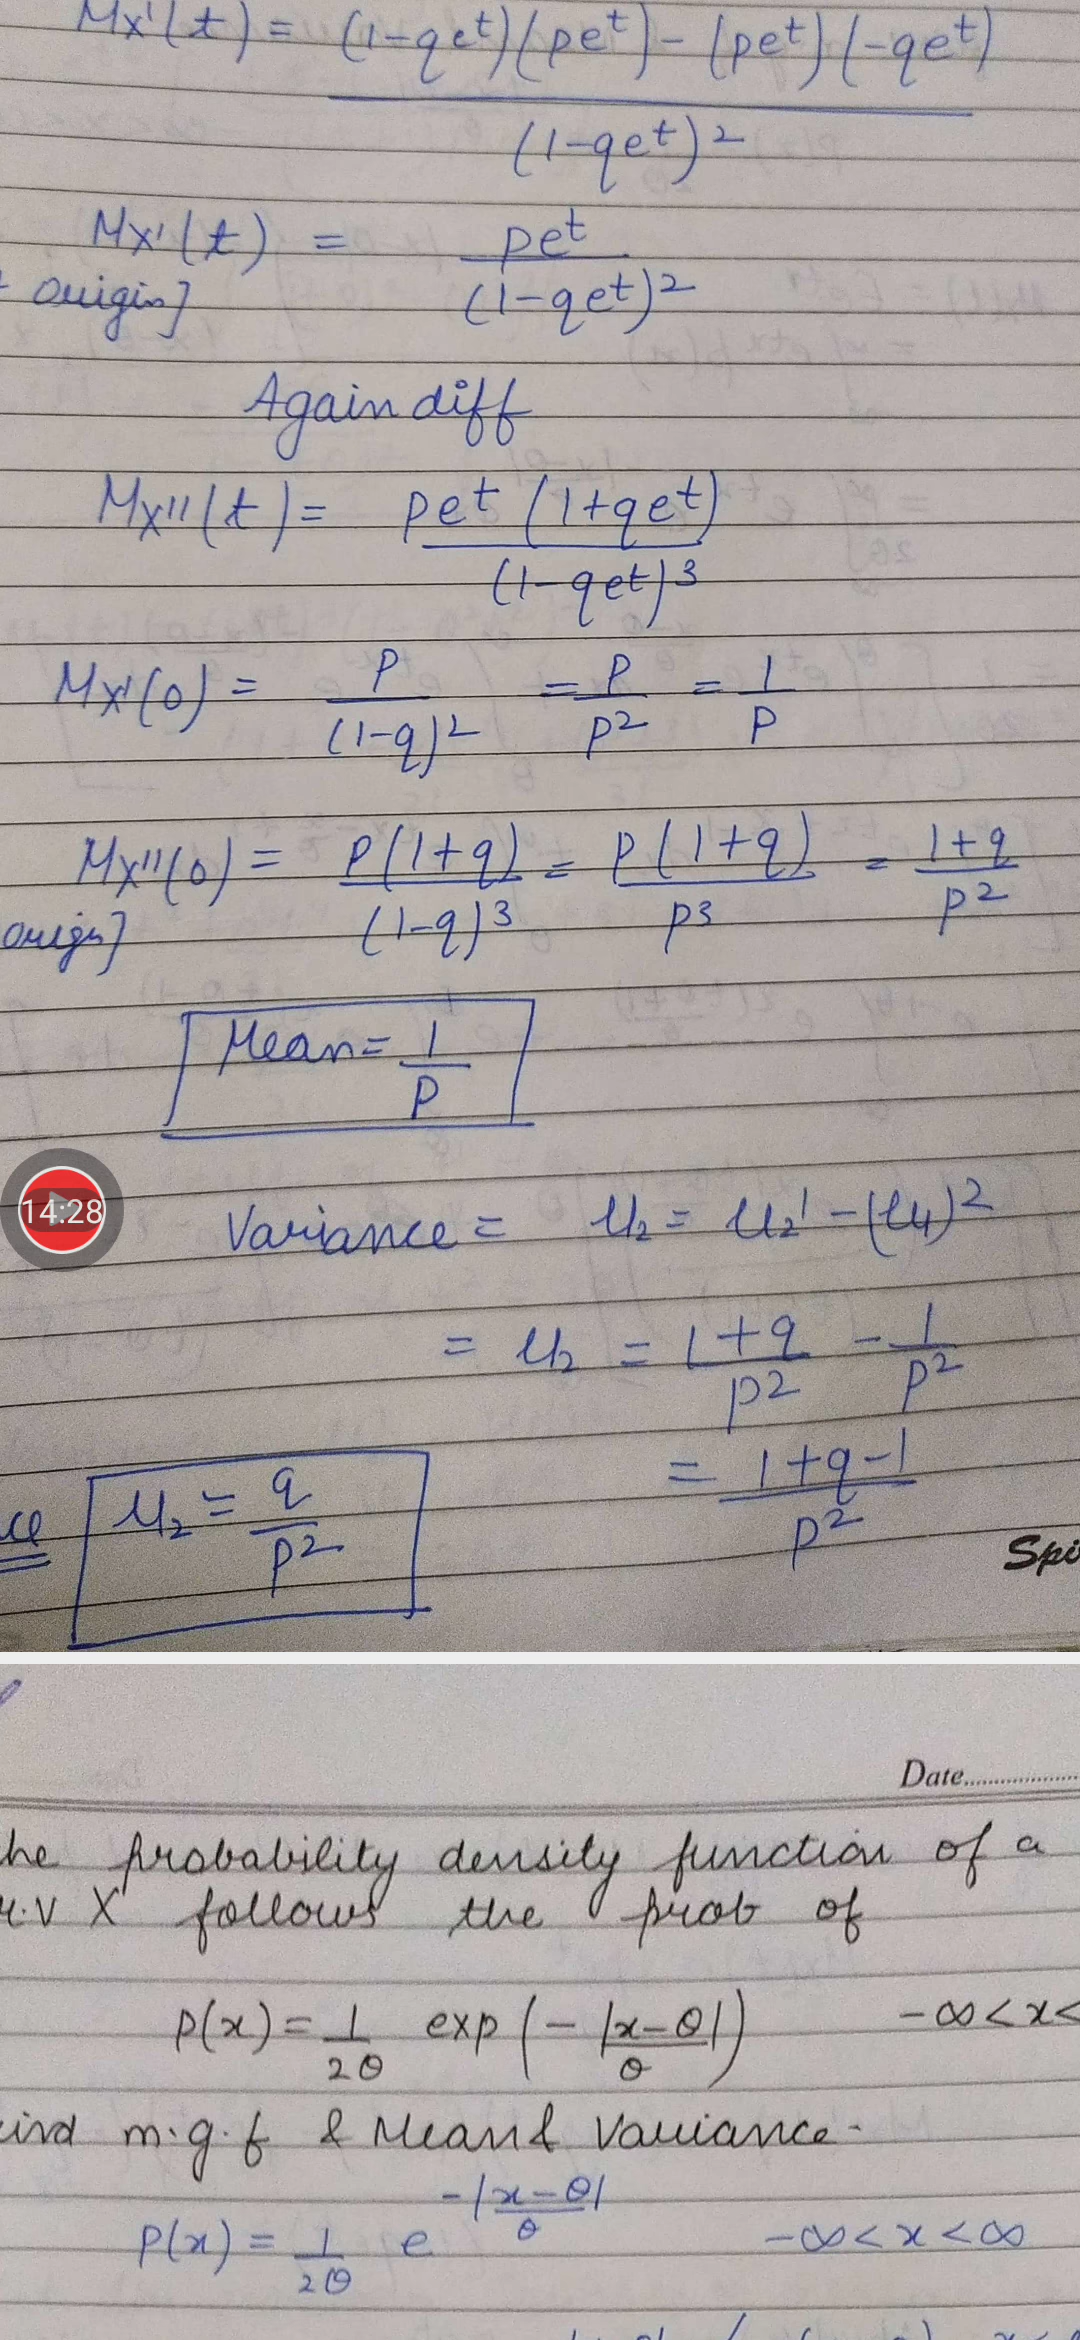 Mx'(t) = (1-qe^t)(pe^t) - (pe^t)(-qe^t)
(1-qe^t)^2
Mx'(t) = pe^t
origin] (1-qe^t)^2
Again diff
Mx''(t) = pe^t (1+qe^t)
(1-qe^t)^3
Mx'(0) = p/(1-q)^2 = p/p^2 = 1/p
Mx''(0) = p(1+q)/(1-q)^3 = p(1+q)/p3 = 1+q/p^2
origin]
Mean = 1/p
14:28
Variance = μ2 = μ2' - (μ1)^2
= μ2 = 1+q/p^2 - 1/p^2
= 1+q-1/p^2
μ2 = q/p^2
Spi
Date
he probability density function of a
r.v X follows the prob of
p(x) = 1/2θ exp(-|x-θ|/θ) -∞<x<
ind m.g.f & Mean & Variance-
p(x) = 1/2θ e^-|x-θ|/θ -∞<x<∞